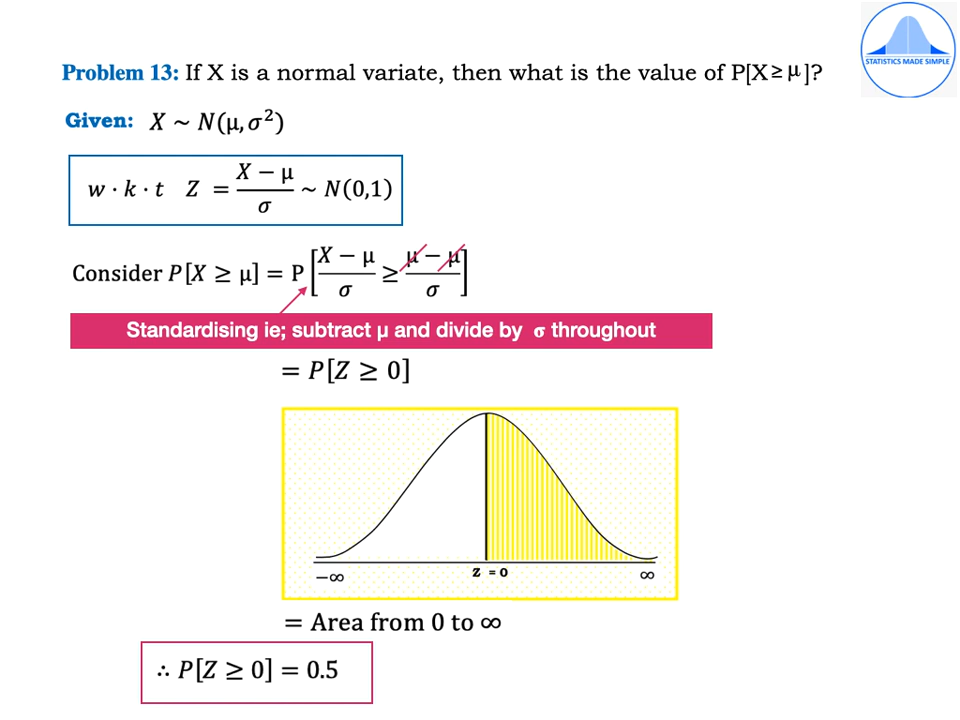 STATISTICS MADE SIMPLE
Problem 13: If X is a normal variate, then what is the value of P[X ≥ μ]?
Given: X ~ N(μ, σ²)
w · k · t Z = (X − μ)/σ ~ N(0,1)
Consider P[X ≥ μ] = P[(X − μ)/σ ≥ (μ − μ)/σ]
Standardising ie; subtract μ and divide by σ throughout
= P[Z ≥ 0]
−∞ Z = 0 ∞
= Area from 0 to ∞
∴ P[Z ≥ 0] = 0.5